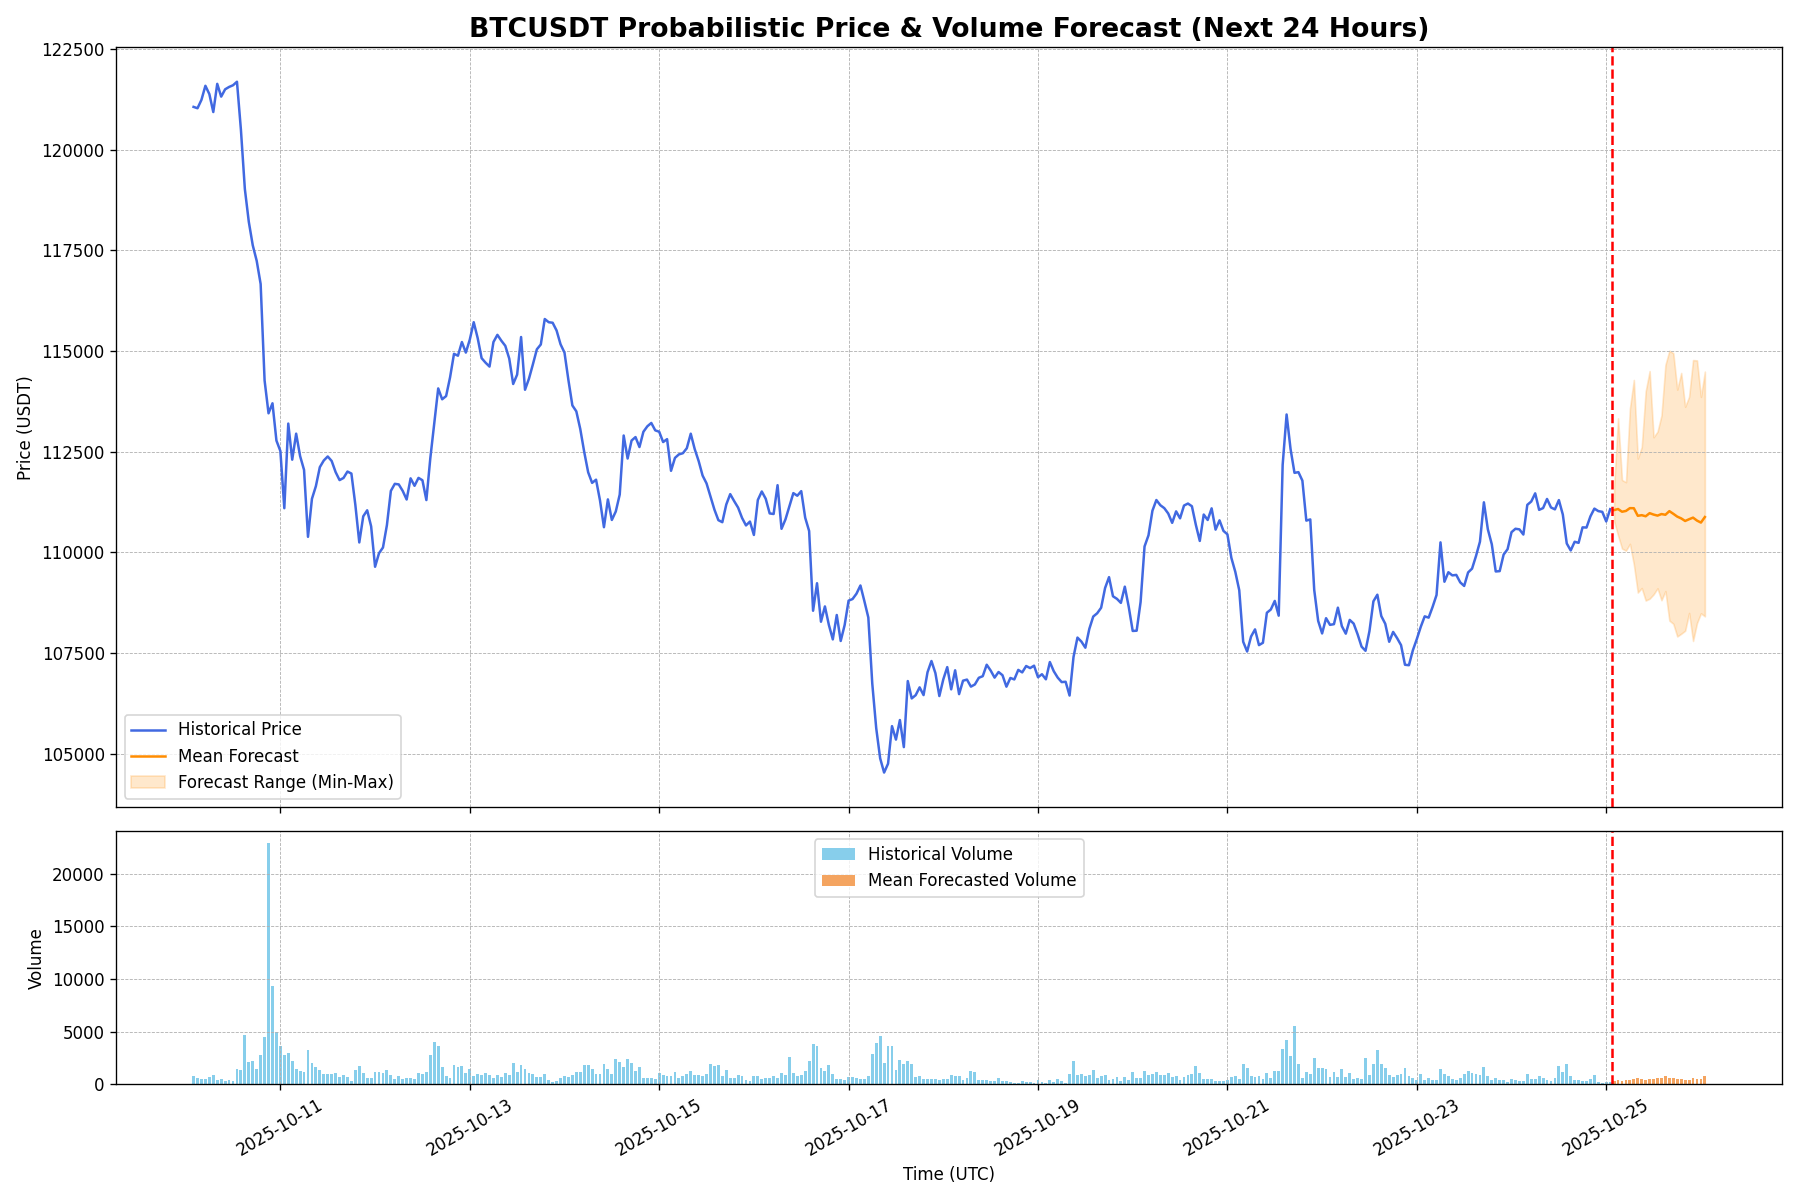 BTCUSDT Probabilistic Price & Volume Forecast (Next 24 Hours)
122500
120000
117500
115000
112500
110000
107500
105000
Price (USDT)
Historical Price
Mean Forecast
Forecast Range (Min-Max)
Historical Volume
Mean Forecasted Volume
20000
15000
10000
5000
0
Volume
2025-10-11
2025-10-13
2025-10-15
2025-10-17
2025-10-19
2025-10-21
2025-10-23
2025-10-25
Time (UTC)